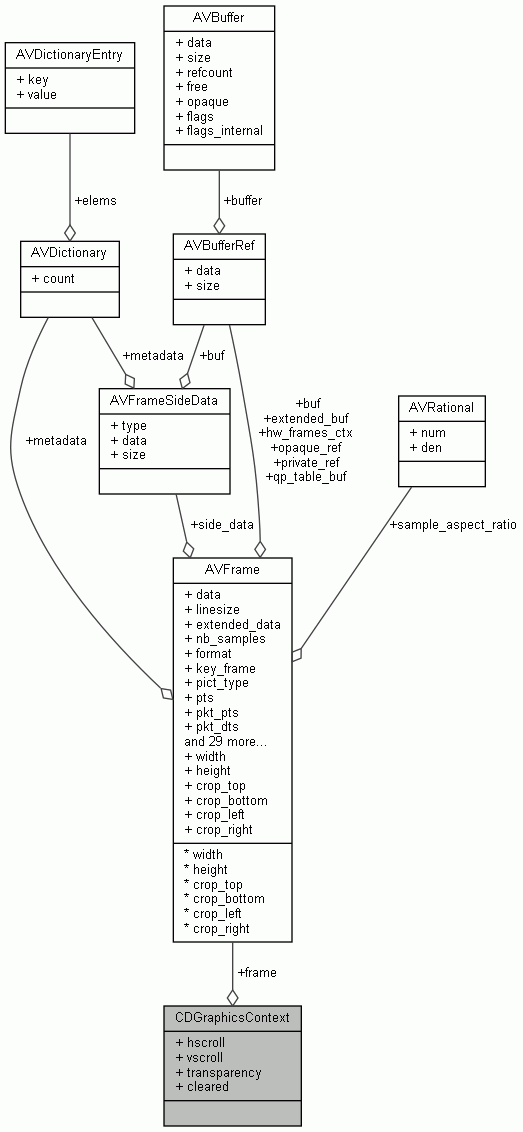 AVBuffer
+ data
+ size
+ refcount
+ free
+ opaque
+ flags
+ flags_internal
AVDictionaryEntry
+ key
+ value
+elems
+buffer
AVDictionary
+ count
AVBufferRef
+ data
+ size
+metadata
+buf
AVFrameSideData
+ type
+ data
+ size
+metadata
+buf
+extended_buf
+hw_frames_ctx
+opaque_ref
+private_ref
+qp_table_buf
AVRational
+ num
+ den
+side_data
+sample_aspect_ratio
AVFrame
+ data
+ linesize
+ extended_data
+ nb_samples
+ format
+ key_frame
+ pict_type
+ pts
+ pkt_pts
+ pkt_dts
and 29 more...
+ width
+ height
+ crop_top
+ crop_bottom
+ crop_left
+ crop_right
* width
* height
* crop_top
* crop_bottom
* crop_left
* crop_right
+frame
CDGraphicsContext
+ hscroll
+ vscroll
+ transparency
+ cleared